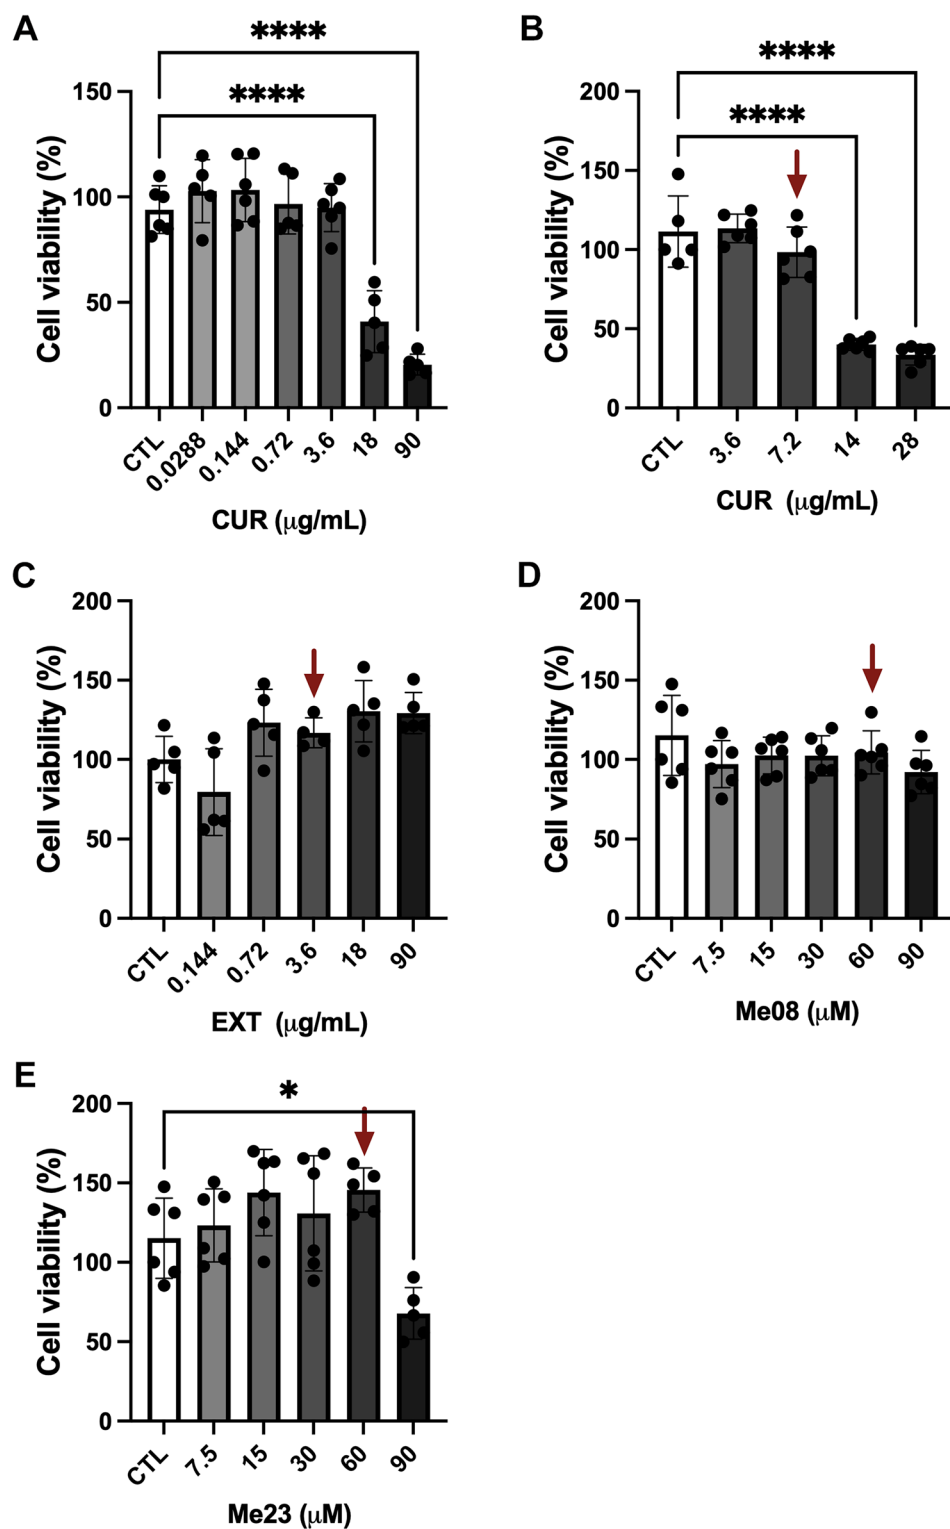 A
****
****
150
100
50
0
Cell viability (%)
CTL
0.0288
0.144
0.72
3.6
18
90
CUR (μg/mL)
B
****
****
200
150
100
50
0
Cell viability (%)
CTL
3.6
7.2
14
28
CUR (μg/mL)
C
200
150
100
50
0
Cell viability (%)
CTL
0.144
0.72
3.6
18
90
EXT (μg/mL)
D
200
150
100
50
0
Cell viability (%)
CTL
7.5
15
30
60
90
Me08 (μM)
E
*
200
150
100
50
0
Cell viability (%)
CTL
7.5
15
30
60
90
Me23 (μM)